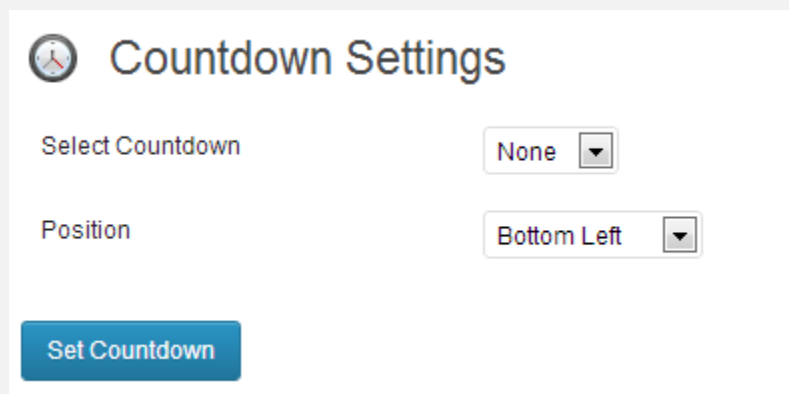 Countdown Settings
Select Countdown None
Position Bottom Left
Set Countdown